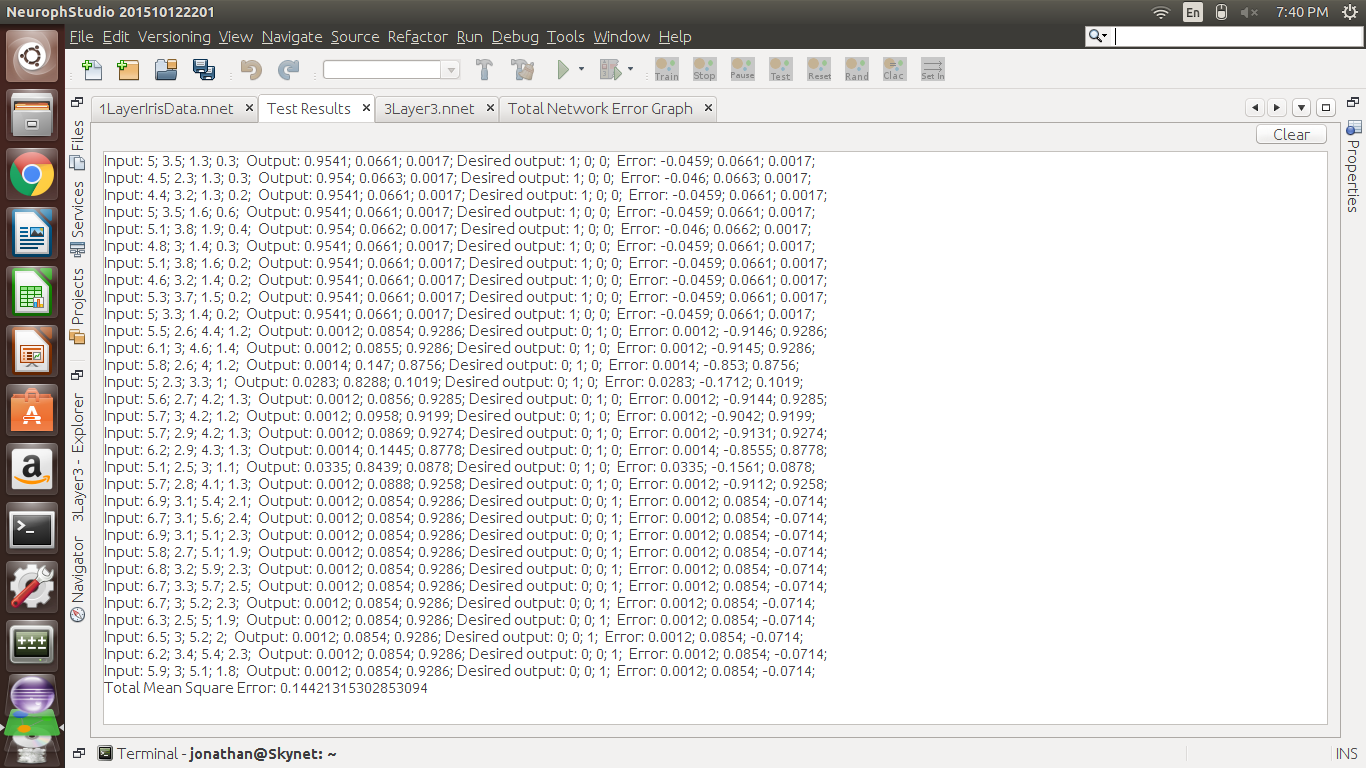 NeurophStudio 201510122201
En
7:40 PM
File Edit Versioning View Navigate Source Refactor Run Debug Tools Window Help
Train Stop Pause Test Reset Rand Clac Set In
1LayerIrisData.nnet Test Results 3Layer3.nnet Total Network Error Graph
Clear
Files
Services
Projects
3Layer3 - Explorer
Navigator
Properties
Input: 5; 3.5; 1.3; 0.3; Output: 0.9541; 0.0661; 0.0017; Desired output: 1; 0; 0; Error: -0.0459; 0.0661; 0.0017;
Input: 4.5; 2.3; 1.3; 0.3; Output: 0.954; 0.0663; 0.0017; Desired output: 1; 0; 0; Error: -0.046; 0.0663; 0.0017;
Input: 4.4; 3.2; 1.3; 0.2; Output: 0.9541; 0.0661; 0.0017; Desired output: 1; 0; 0; Error: -0.0459; 0.0661; 0.0017;
Input: 5; 3.5; 1.6; 0.6; Output: 0.9541; 0.0661; 0.0017; Desired output: 1; 0; 0; Error: -0.0459; 0.0661; 0.0017;
Input: 5.1; 3.8; 1.9; 0.4; Output: 0.954; 0.0662; 0.0017; Desired output: 1; 0; 0; Error: -0.046; 0.0662; 0.0017;
Input: 4.8; 3; 1.4; 0.3; Output: 0.9541; 0.0661; 0.0017; Desired output: 1; 0; 0; Error: -0.0459; 0.0661; 0.0017;
Input: 5.1; 3.8; 1.6; 0.2; Output: 0.9541; 0.0661; 0.0017; Desired output: 1; 0; 0; Error: -0.0459; 0.0661; 0.0017;
Input: 4.6; 3.2; 1.4; 0.2; Output: 0.9541; 0.0661; 0.0017; Desired output: 1; 0; 0; Error: -0.0459; 0.0661; 0.0017;
Input: 5.3; 3.7; 1.5; 0.2; Output: 0.9541; 0.0661; 0.0017; Desired output: 1; 0; 0; Error: -0.0459; 0.0661; 0.0017;
Input: 5; 3.3; 1.4; 0.2; Output: 0.9541; 0.0661; 0.0017; Desired output: 1; 0; 0; Error: -0.0459; 0.0661; 0.0017;
Input: 5.5; 2.6; 4.4; 1.2; Output: 0.0012; 0.0854; 0.9286; Desired output: 0; 1; 0; Error: 0.0012; -0.9146; 0.9286;
Input: 6.1; 3; 4.6; 1.4; Output: 0.0012; 0.0855; 0.9286; Desired output: 0; 1; 0; Error: 0.0012; -0.9145; 0.9286;
Input: 5.8; 2.6; 4; 1.2; Output: 0.0014; 0.147; 0.8756; Desired output: 0; 1; 0; Error: 0.0014; -0.853; 0.8756;
Input: 5; 2.3; 3.3; 1; Output: 0.0283; 0.8288; 0.1019; Desired output: 0; 1; 0; Error: 0.0283; -0.1712; 0.1019;
Input: 5.6; 2.7; 4.2; 1.3; Output: 0.0012; 0.0856; 0.9285; Desired output: 0; 1; 0; Error: 0.0012; -0.9144; 0.9285;
Input: 5.7; 3; 4.2; 1.2; Output: 0.0012; 0.0958; 0.9199; Desired output: 0; 1; 0; Error: 0.0012; -0.9042; 0.9199;
Input: 5.7; 2.9; 4.2; 1.3; Output: 0.0012; 0.0869; 0.9274; Desired output: 0; 1; 0; Error: 0.0012; -0.9131; 0.9274;
Input: 6.2; 2.9; 4.3; 1.3; Output: 0.0014; 0.1445; 0.8778; Desired output: 0; 1; 0; Error: 0.0014; -0.8555; 0.8778;
Input: 5.1; 2.5; 3; 1.1; Output: 0.0335; 0.8439; 0.0878; Desired output: 0; 1; 0; Error: 0.0335; -0.1561; 0.0878;
Input: 5.7; 2.8; 4.1; 1.3; Output: 0.0012; 0.0888; 0.9258; Desired output: 0; 1; 0; Error: 0.0012; -0.9112; 0.9258;
Input: 6.9; 3.1; 5.4; 2.1; Output: 0.0012; 0.0854; 0.9286; Desired output: 0; 0; 1; Error: 0.0012; 0.0854; -0.0714;
Input: 6.7; 3.1; 5.6; 2.4; Output: 0.0012; 0.0854; 0.9286; Desired output: 0; 0; 1; Error: 0.0012; 0.0854; -0.0714;
Input: 6.9; 3.1; 5.1; 2.3; Output: 0.0012; 0.0854; 0.9286; Desired output: 0; 0; 1; Error: 0.0012; 0.0854; -0.0714;
Input: 5.8; 2.7; 5.1; 1.9; Output: 0.0012; 0.0854; 0.9286; Desired output: 0; 0; 1; Error: 0.0012; 0.0854; -0.0714;
Input: 6.8; 3.2; 5.9; 2.3; Output: 0.0012; 0.0854; 0.9286; Desired output: 0; 0; 1; Error: 0.0012; 0.0854; -0.0714;
Input: 6.7; 3.3; 5.7; 2.5; Output: 0.0012; 0.0854; 0.9286; Desired output: 0; 0; 1; Error: 0.0012; 0.0854; -0.0714;
Input: 6.7; 3; 5.2; 2.3; Output: 0.0012; 0.0854; 0.9286; Desired output: 0; 0; 1; Error: 0.0012; 0.0854; -0.0714;
Input: 6.3; 2.5; 5; 1.9; Output: 0.0012; 0.0854; 0.9286; Desired output: 0; 0; 1; Error: 0.0012; 0.0854; -0.0714;
Input: 6.5; 3; 5.2; 2; Output: 0.0012; 0.0854; 0.9286; Desired output: 0; 0; 1; Error: 0.0012; 0.0854; -0.0714;
Input: 6.2; 3.4; 5.4; 2.3; Output: 0.0012; 0.0854; 0.9286; Desired output: 0; 0; 1; Error: 0.0012; 0.0854; -0.0714;
Input: 5.9; 3; 5.1; 1.8; Output: 0.0012; 0.0854; 0.9286; Desired output: 0; 0; 1; Error: 0.0012; 0.0854; -0.0714;
Total Mean Square Error: 0.14421315302853094
Terminal - jonathan@Skynet: ~
INS